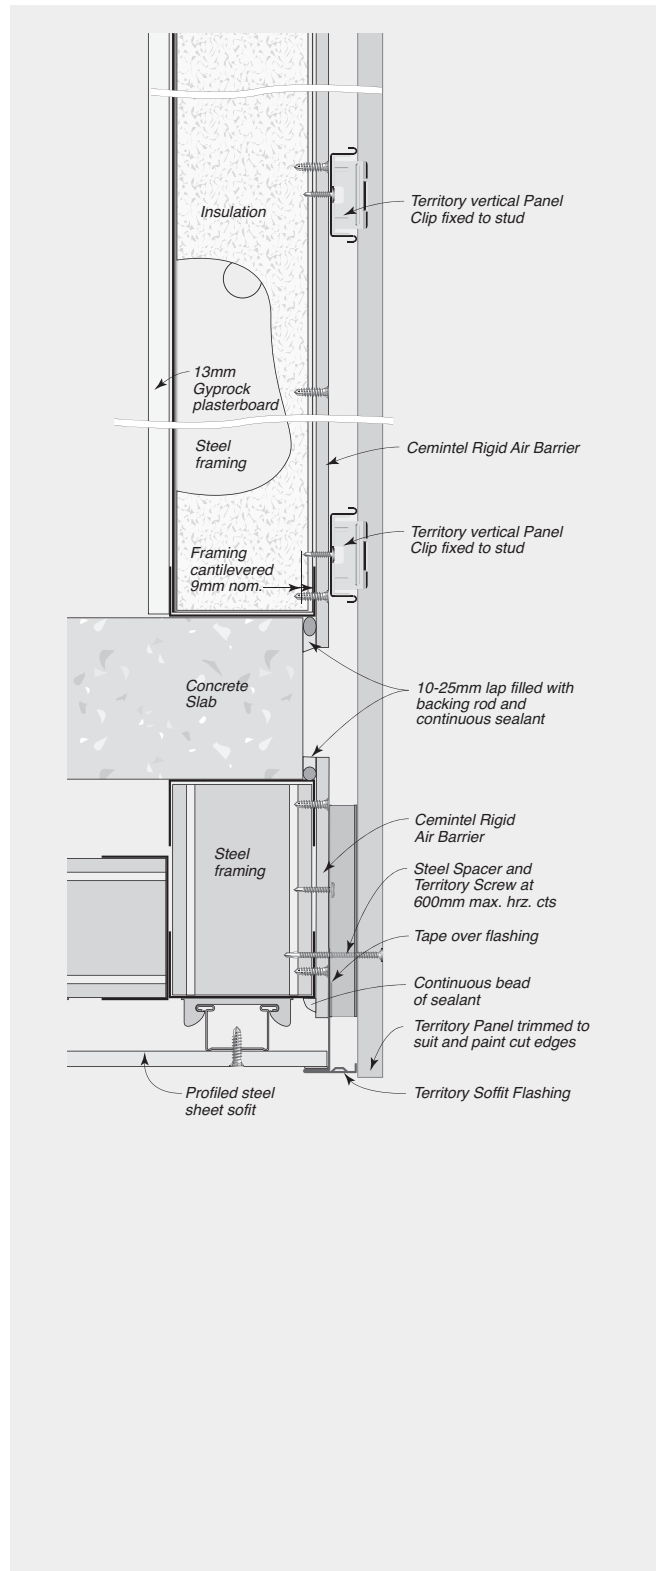 Territory vertical Panel
Clip fixed to stud
Insulation
13mm
Gyprock
plasterboard
Steel
framing
Cemintel Rigid Air Barrier
Territory vertical Panel
Clip fixed to stud
Framing
cantilevered
9mm nom.
Concrete
Slab
10-25mm lap filled with
backing rod and
continuous sealant
Cemintel Rigid
Air Barrier
Steel
framing
Steel Spacer and
Territory Screw at
600mm max. hrz. cts
Tape over flashing
Continuous bead
of sealant
Territory Panel trimmed to
suit and paint cut edges
Profiled steel
sheet sofit
Territory Soffit Flashing